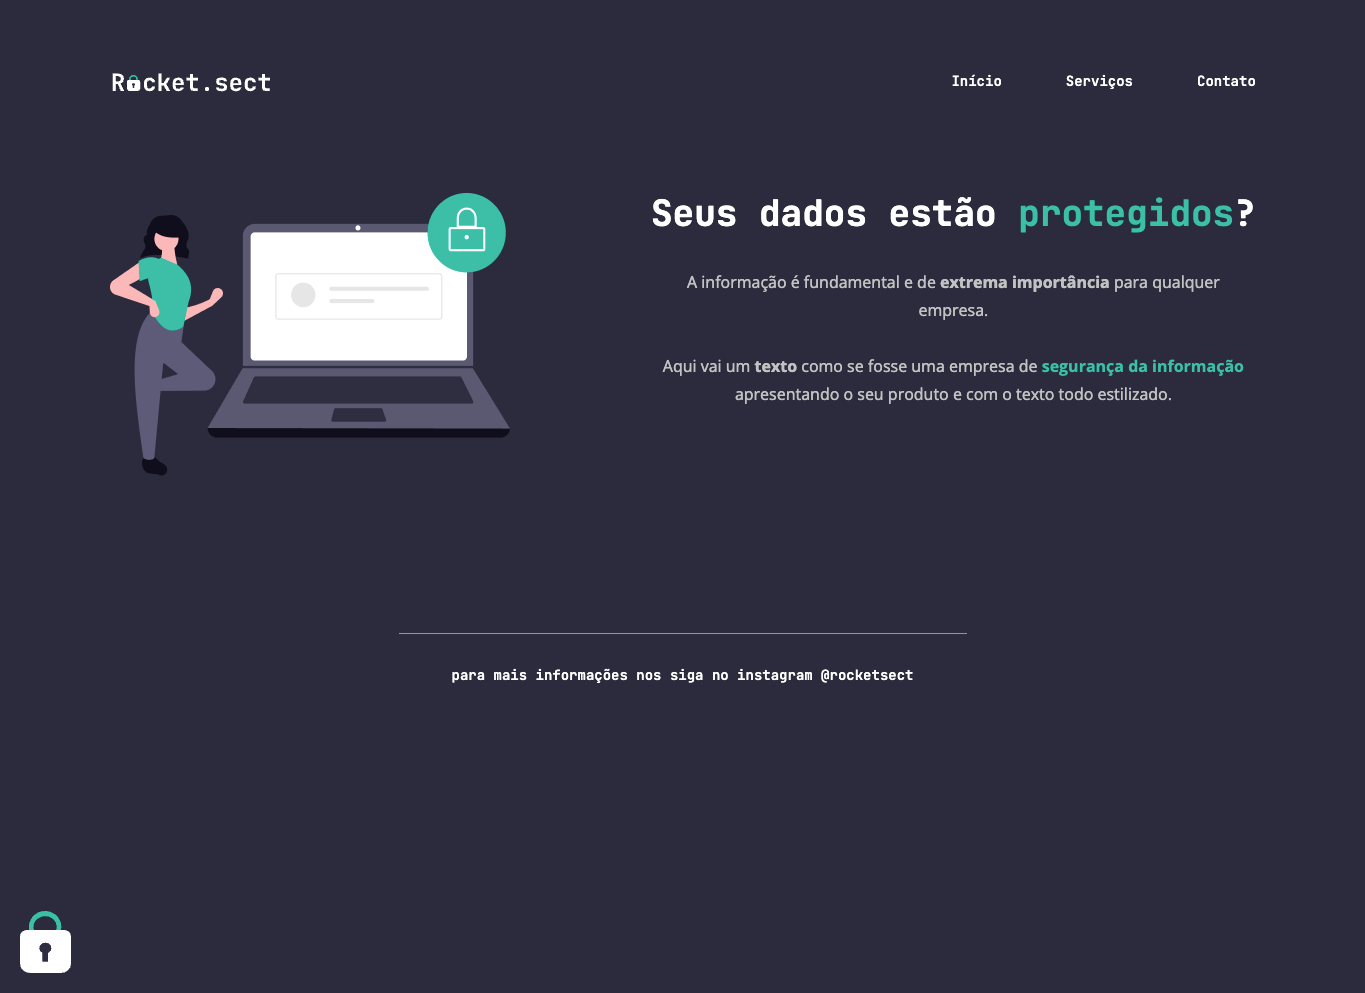 Rocket.sect
Início Serviços Contato
Seus dados estão protegidos?
A informação é fundamental e de extrema importância para qualquer
empresa.
Aqui vai um texto como se fosse uma empresa de segurança da informação
apresentando o seu produto e com o texto todo estilizado.
para mais informações nos siga no instagram @rocketsect